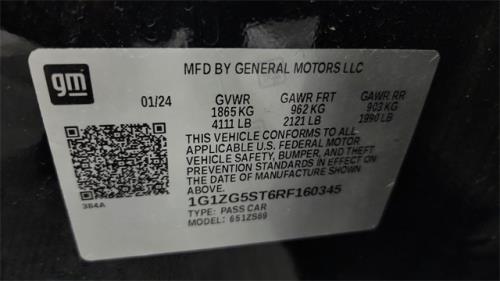 gm
MFD BY GENERAL MOTORS LLC
01/24 GVWR GAWR FRT GAWR RR
1865 KG 962 KG 903 KG
4111 LB 2121 LB 1990 LB
THIS VEHICLE CONFORMS TO ALL
APPLICABLE U.S. FEDERAL MOTOR
VEHICLE SAFETY, BUMPER, AND THEFT
PREVENTION STANDARDS IN EFFECT ON
THE DATE OF MANUFACTURE SHOWN
ABOVE.
1G1ZG5ST6RF160345
384A
TYPE: PASS CAR
MODEL: 651ZS69